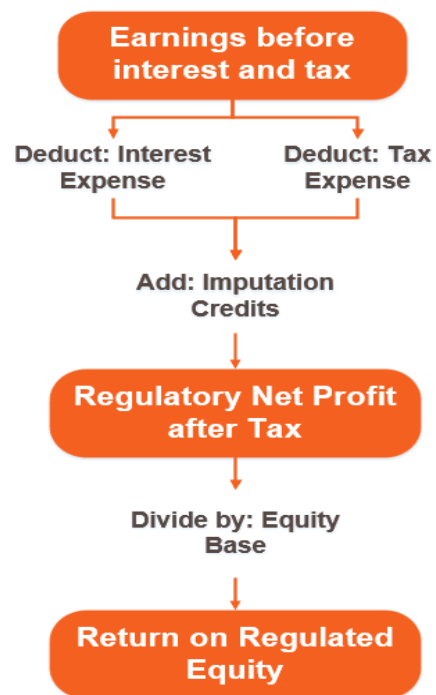 Earnings before
interest and tax
Deduct: Interest
Expense
Deduct: Tax
Expense
Add: Imputation
Credits
Regulatory Net Profit
after Tax
Divide by: Equity
Base
Return on Regulated
Equity